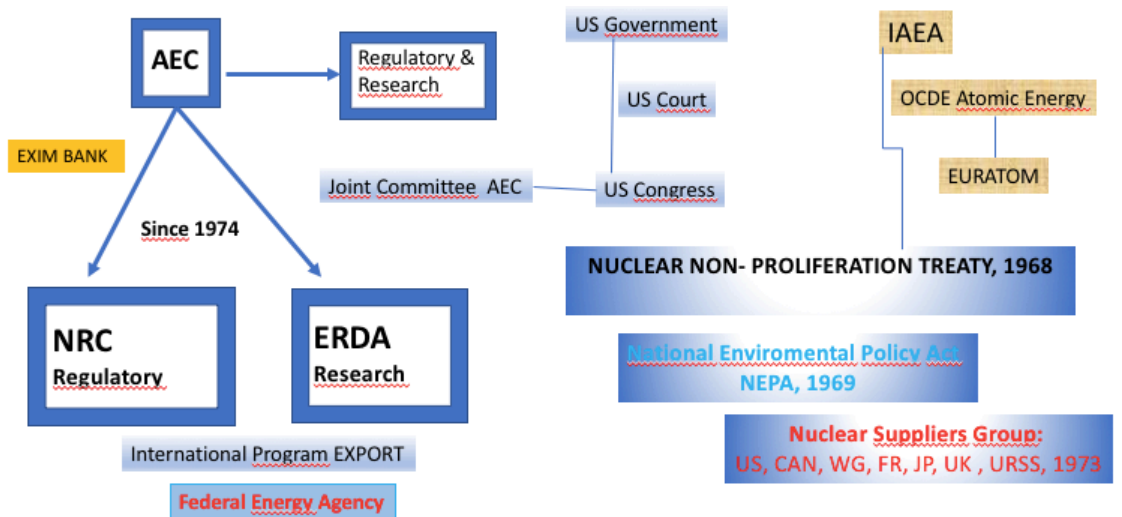 AEC
Regulatory &
Research
EXIM BANK
Since 1974
NRC
Regulatory
ERDA
Research
International Program EXPORT
Federal Energy Agency
US Government
US Court
Joint Committee AEC
US Congress
IAEA
OCDE Atomic Energy
EURATOM
NUCLEAR NON- PROLIFERATION TREATY, 1968
National Enviromental Policy Act
NEPA, 1969
Nuclear Suppliers Group:
US, CAN, WG, FR, JP, UK , URSS, 1973